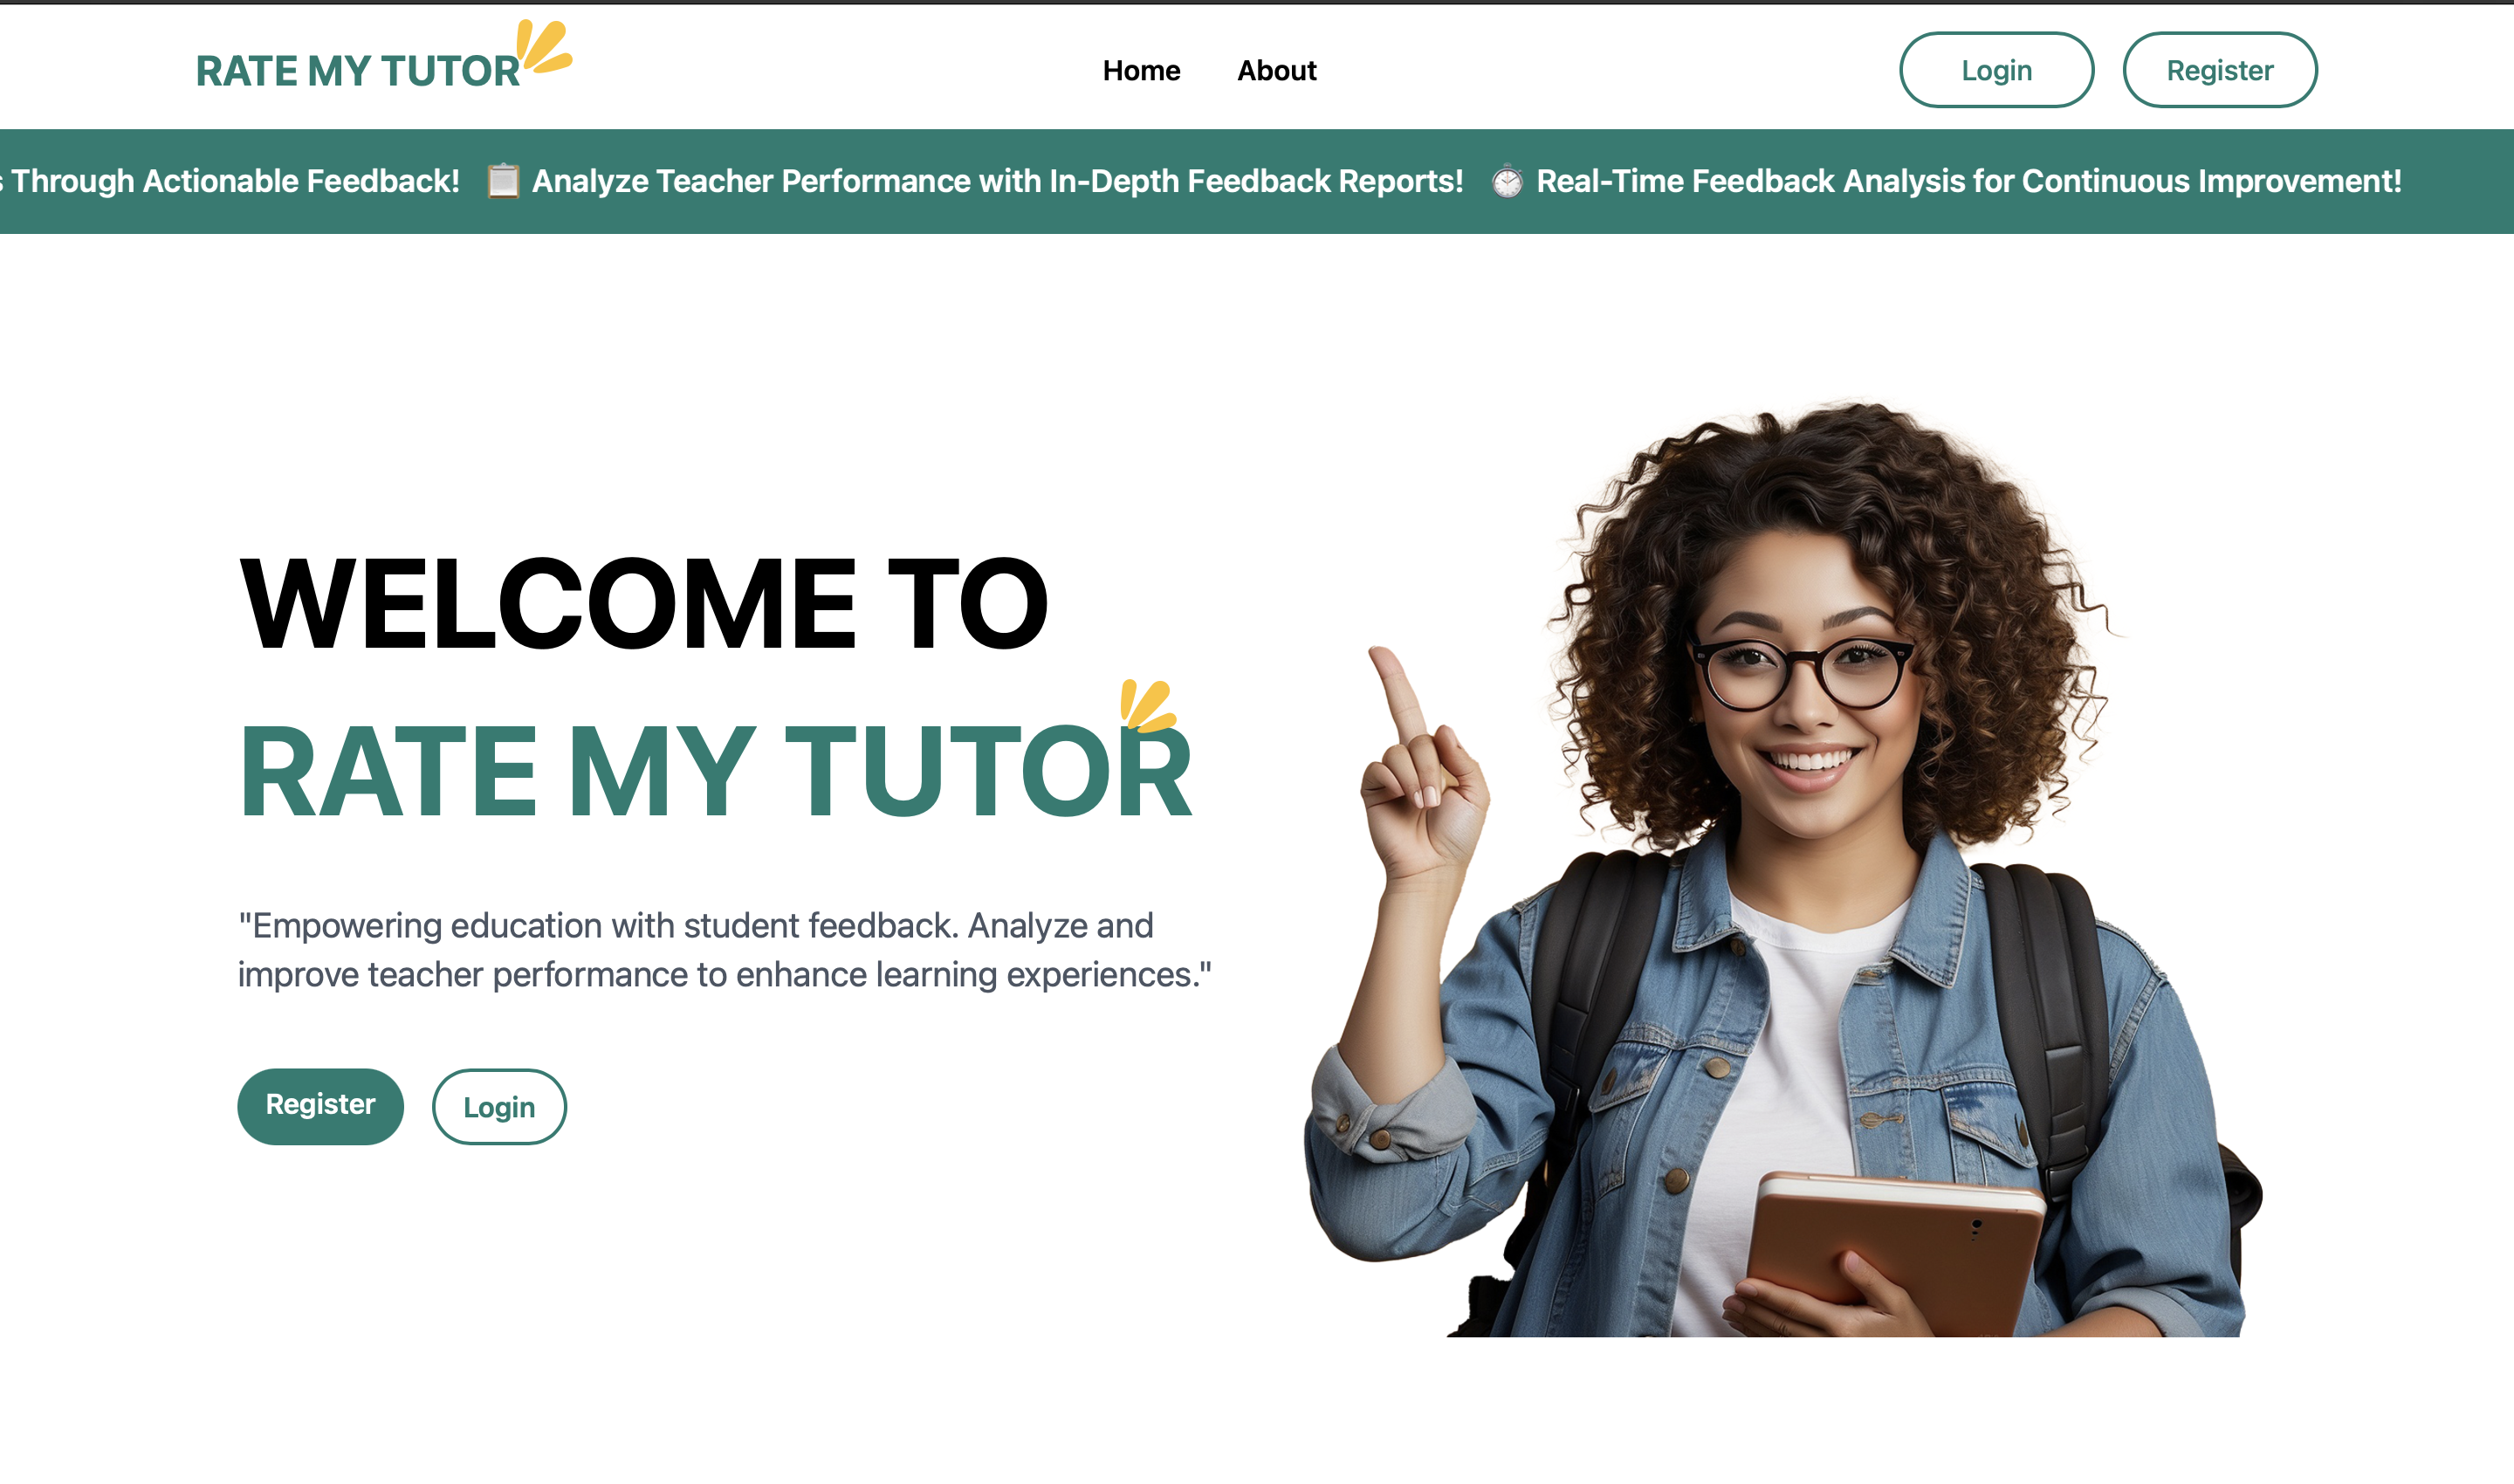 RATE MY TUTOR
Home About
Login Register
Through Actionable Feedback! 📋 Analyze Teacher Performance with In-Depth Feedback Reports! ⏱️ Real-Time Feedback Analysis for Continuous Improvement!
WELCOME TO
RATE MY TUTOR
"Empowering education with student feedback. Analyze and
improve teacher performance to enhance learning experiences."
Register Login